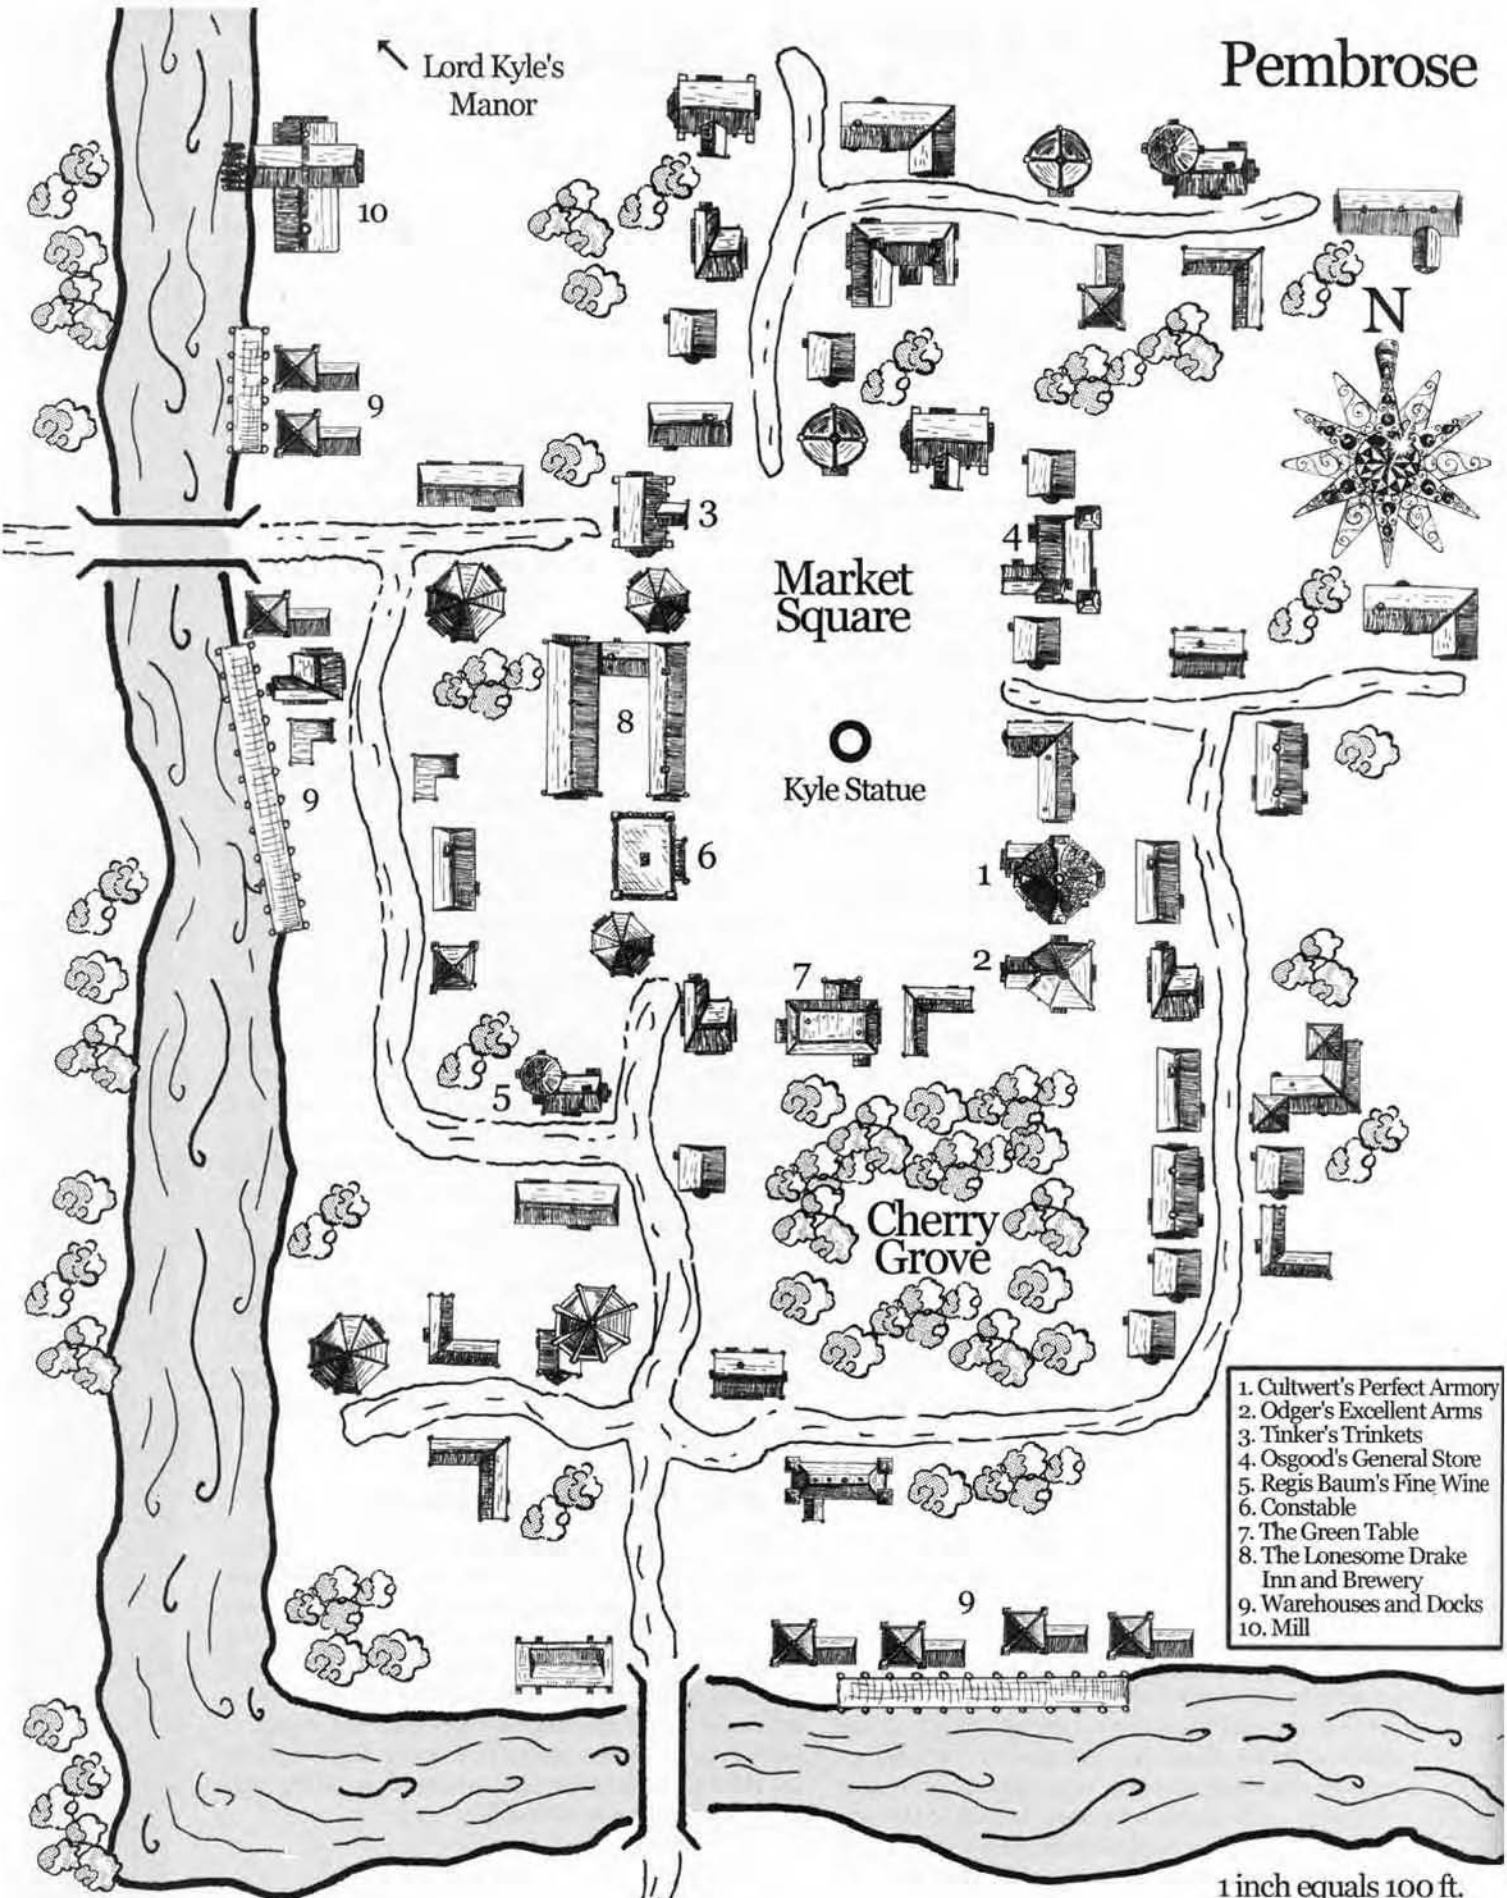 Pembrose
Lord Kyle's
Manor
10
N
9
3
4
Market
Square
8
Kyle Statue
9
6
1
2
7
5
Cherry
Grove
1. Cultwert's Perfect Armory
2. Odger's Excellent Arms
3. Tinker's Trinkets
4. Osgood's General Store
5. Regis Baum's Fine Wine
6. Constable
7. The Green Table
8. The Lonesome Drake
Inn and Brewery
9. Warehouses and Docks
10. Mill
9
1 inch equals 100 ft.